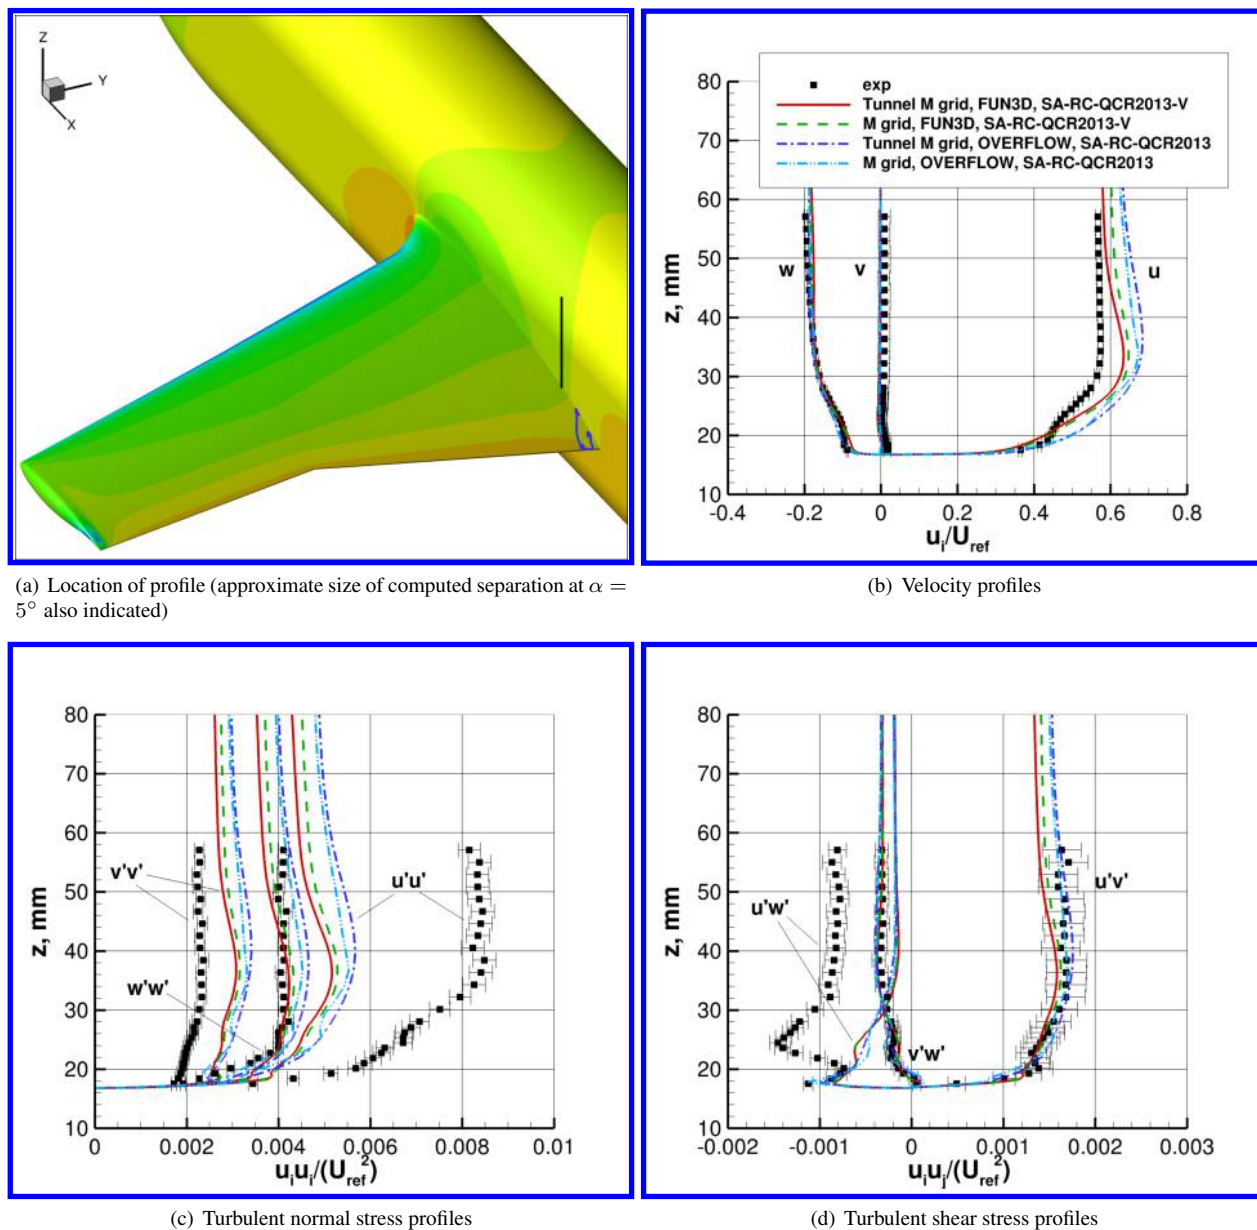 Z
Y
X
(a) Location of profile (approximate size of computed separation at α =
5° also indicated)
80
70
60
50
40
30
20
10
z, mm
exp
Tunnel M grid, FUN3D, SA-RC-QCR2013-V
M grid, FUN3D, SA-RC-QCR2013-V
Tunnel M grid, OVERFLOW, SA-RC-QCR2013
M grid, OVERFLOW, SA-RC-QCR2013
w
v
u
-0.4 -0.2 0 0.2 0.4 0.6 0.8
u_i/U_ref
(b) Velocity profiles
80
70
60
50
40
30
20
10
z, mm
v'v'
u'u'
w'w'
0 0.002 0.004 0.006 0.008 0.01
u_iu_i/(U_ref^2)
(c) Turbulent normal stress profiles
80
70
60
50
40
30
20
10
z, mm
u'w'
u'v'
v'w'
-0.002 -0.001 0 0.001 0.002 0.003
u_iu_j/(U_ref^2)
(d) Turbulent shear stress profiles